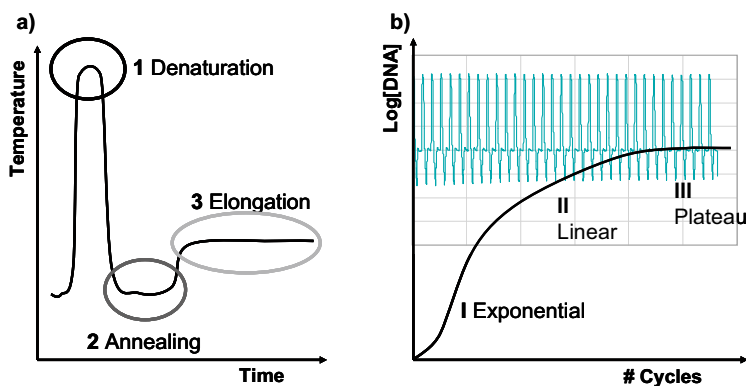 a)
Temperature
1 Denaturation
3 Elongation
2 Annealing
Time
b)
Log[DNA]
III
Plateau
II
Linear
I Exponential
# Cycles